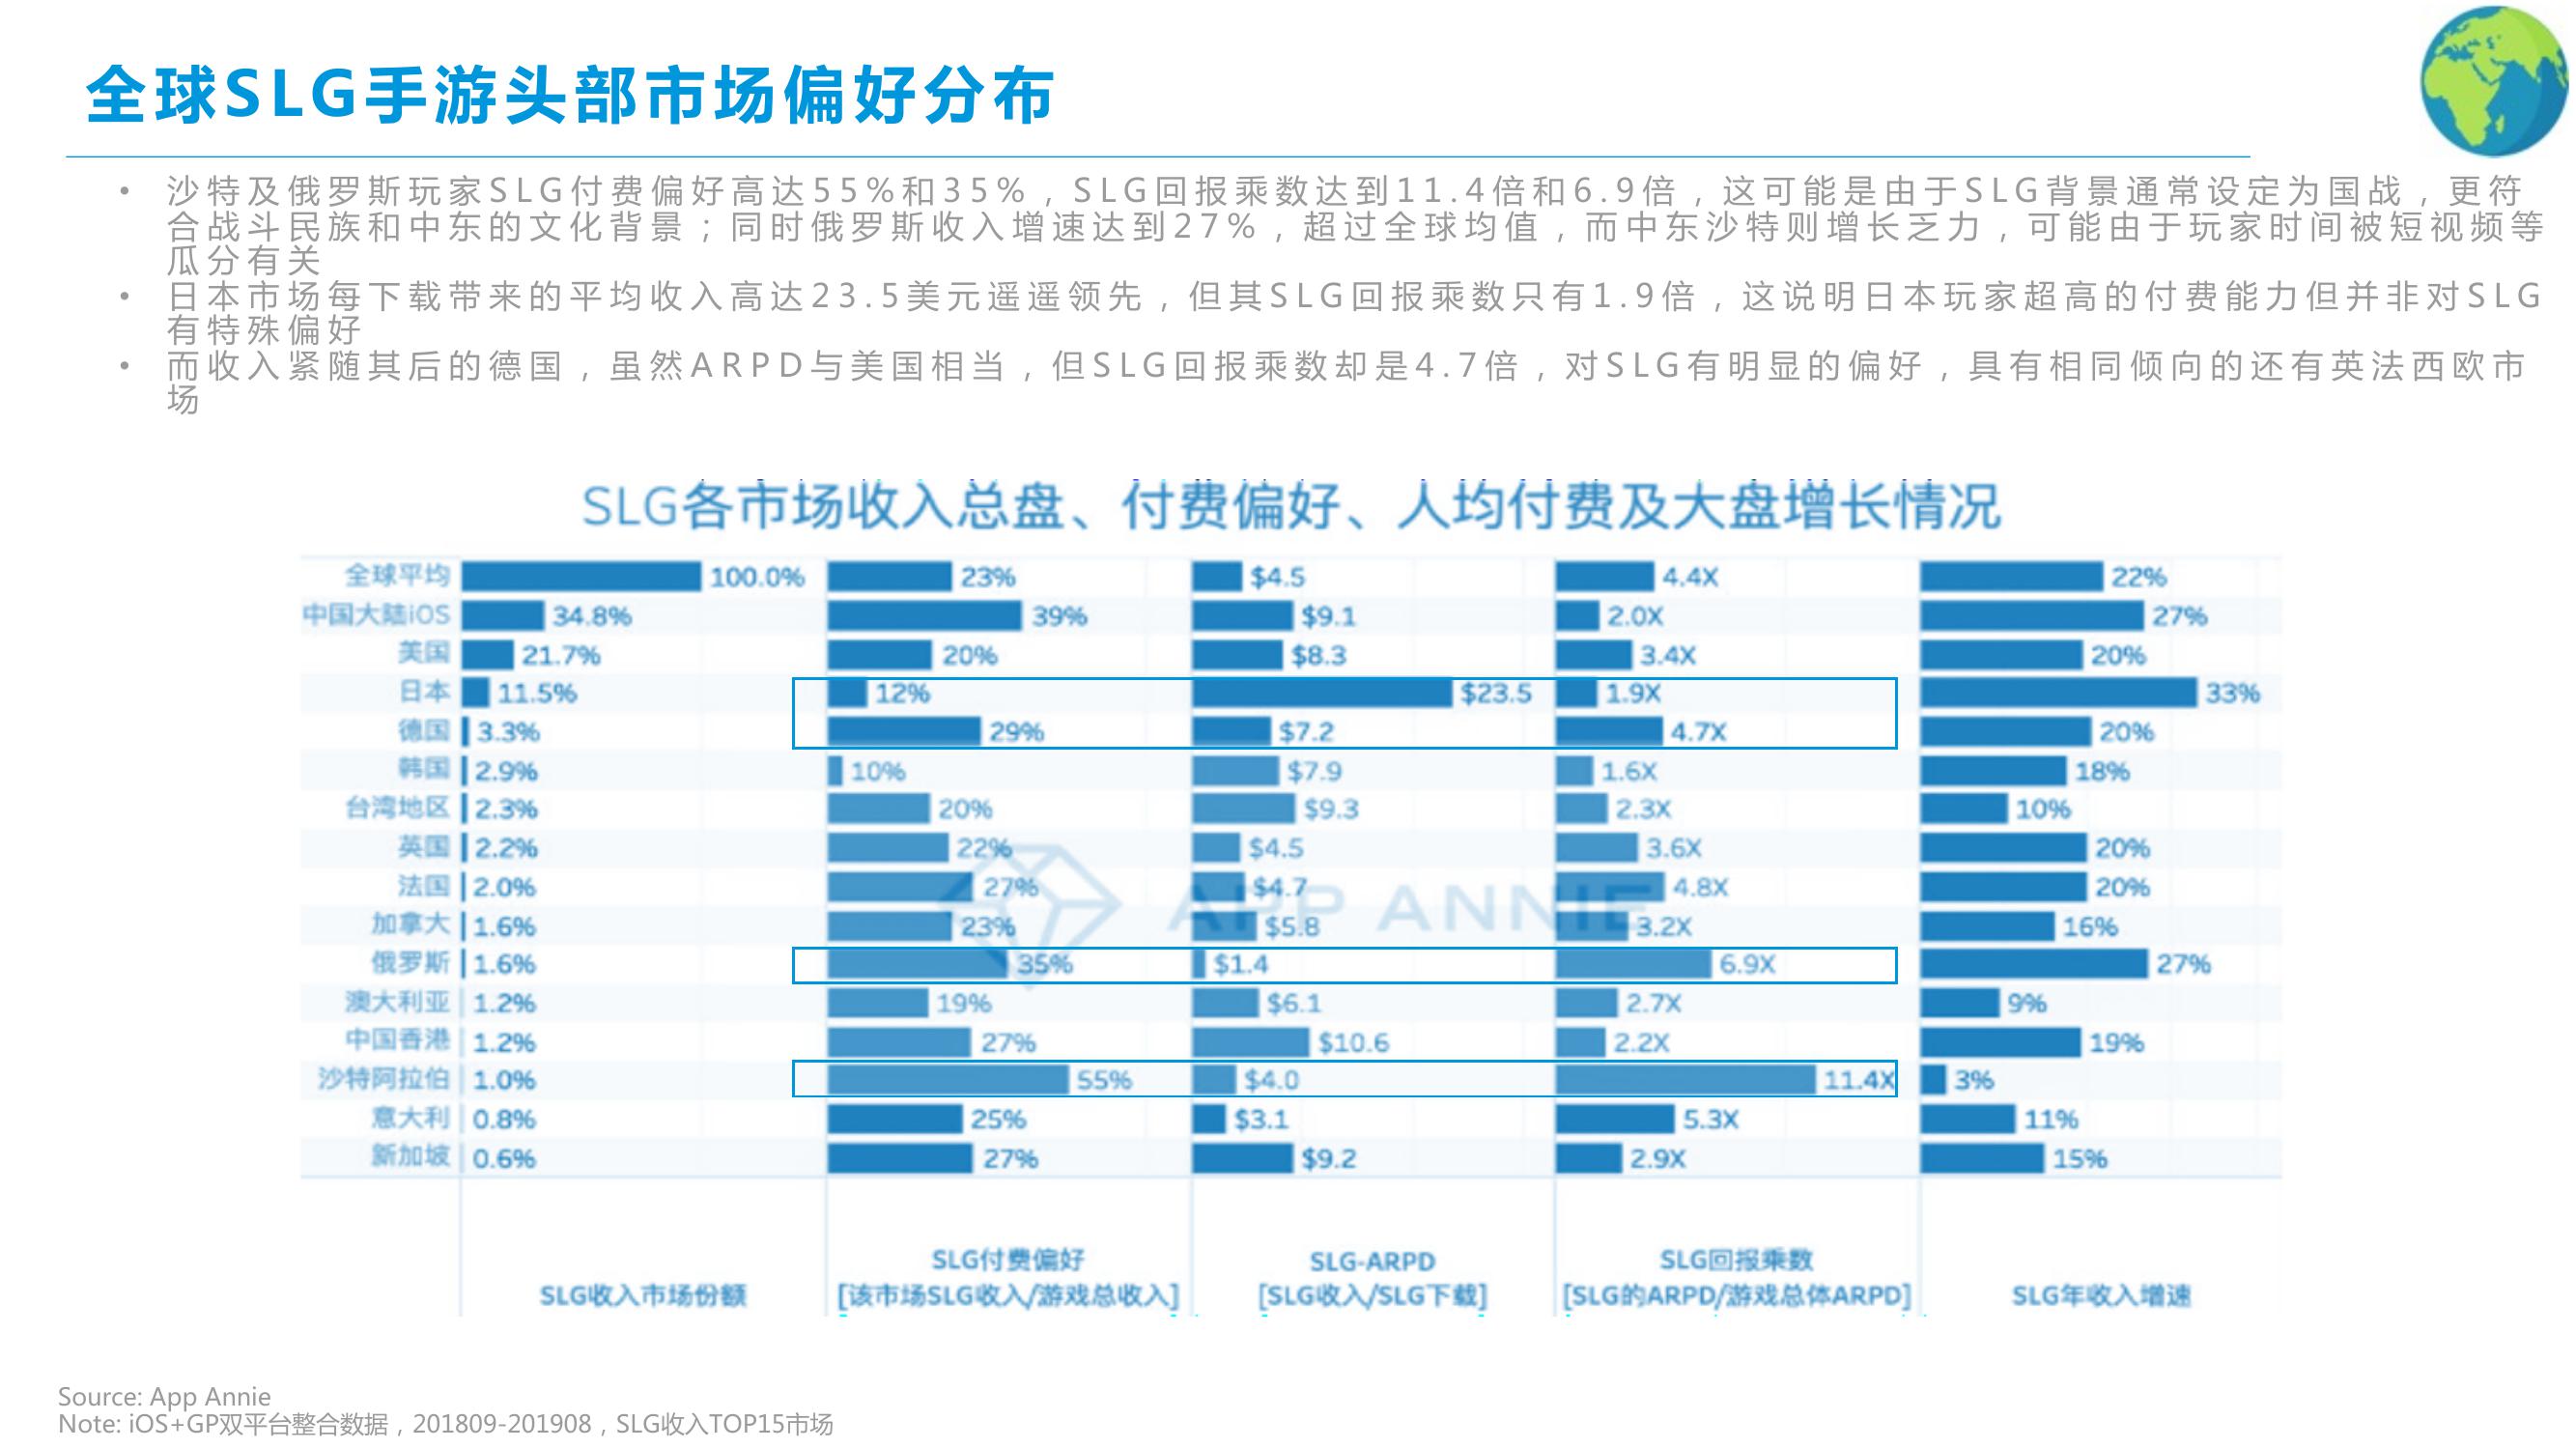 全球SLG手游头部市场偏好分布
• 沙特及俄罗斯玩家SLG付费偏好高达55%和35%，SLG回报乘数达到11.4倍和6.9倍，这可能是由于SLG背景通常设定为国战，更符
合战斗民族和中东的文化背景；同时俄罗斯收入增速达到27%，超过全球均值，而中东沙特则增长乏力，可能由于玩家时间被短视频等
瓜分有关
• 日本市场每下载带来的平均收入高达23.5美元遥遥领先，但其SLG回报乘数只有1.9倍，这说明日本玩家超高的付费能力但并非对SLG
有特殊偏好
• 而收入紧随其后的德国，虽然ARPD与美国相当，但SLG回报乘数却是4.7倍，对SLG有明显的偏好，具有相同倾向的还有英法西欧市
场
SLG各市场收入总盘、付费偏好、人均付费及大盘增长情况
全球平均 100.0% 23% $4.5 4.4X 22%
中国大陆iOS 34.8% 39% $9.1 2.0X 27%
美国 21.7% 20% $8.3 3.4X 20%
日本 11.5% 12% $23.5 1.9X 33%
德国 3.3% 29% $7.2 4.7X 20%
韩国 2.9% 10% $7.9 1.6X 18%
台湾地区 2.3% 20% $9.3 2.3X 10%
英国 2.2% 22% $4.5 3.6X 20%
法国 2.0% 27% $4.7 4.8X 20%
APP ANNIE
加拿大 1.6% 23% $5.8 3.2X 16%
俄罗斯 1.6% 35% $1.4 6.9X 27%
澳大利亚 1.2% 19% $6.1 2.7X 9%
中国香港 1.2% 27% $10.6 2.2X 19%
沙特阿拉伯 1.0% 55% $4.0 11.4X 3%
意大利 0.8% 25% $3.1 5.3X 11%
新加坡 0.6% 27% $9.2 2.9X 15%
SLG付费偏好 SLG-ARPD SLG回报乘数
SLG收入市场份额 [该市场SLG收入/游戏总收入] [SLG收入/SLG下载] [SLG的ARPD/游戏总体ARPD] SLG年收入增速
Source: App Annie
Note: iOS+GP双平台整合数据，201809-201908，SLG收入TOP15市场